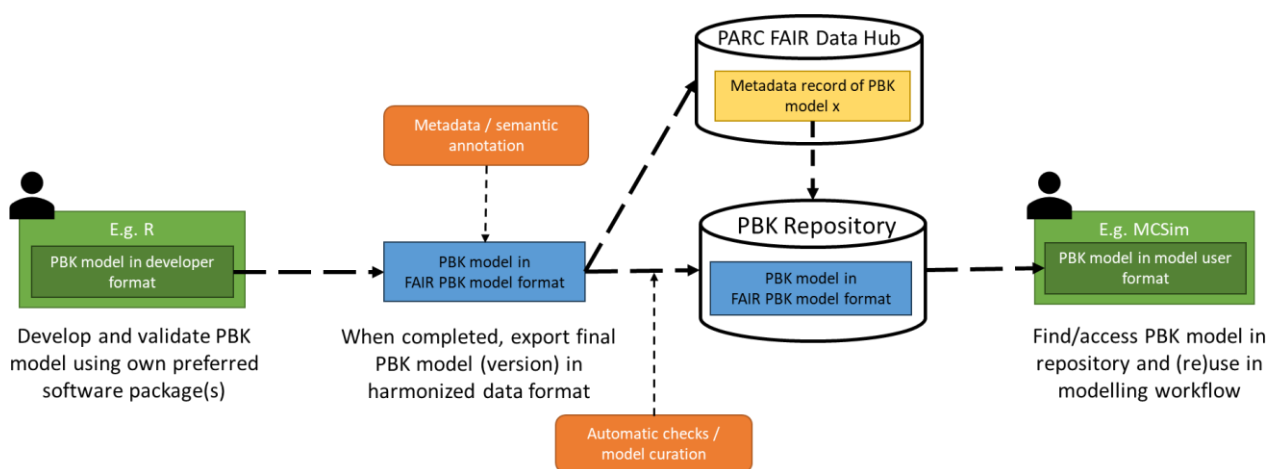 PARC FAIR Data Hub
Metadata record of PBK
model x
Metadata / semantic
annotation
E.g. R
PBK model in developer
format
PBK model in
FAIR PBK model format
PBK Repository
PBK model in
FAIR PBK model format
E.g. MCSim
PBK model in model user
format
Develop and validate PBK
model using own preferred
software package(s)
When completed, export final
PBK model (version) in
harmonized data format
Find/access PBK model in
repository and (re)use in
modelling workflow
Automatic checks /
model curation